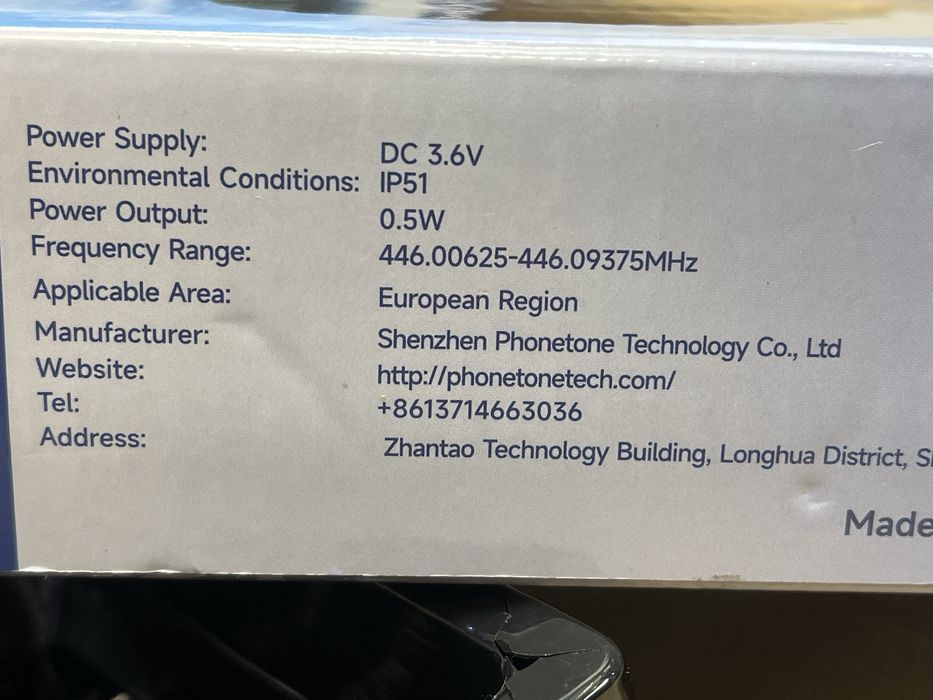 Power Supply: DC 3.6V
Environmental Conditions: IP51
Power Output: 0.5W
Frequency Range: 446.00625-446.09375MHz
Applicable Area: European Region
Manufacturer: Shenzhen Phonetone Technology Co., Ltd
Website: http://phonetonetech.com/
Tel: +8613714663036
Address: Zhantao Technology Building, Longhua District,
Made